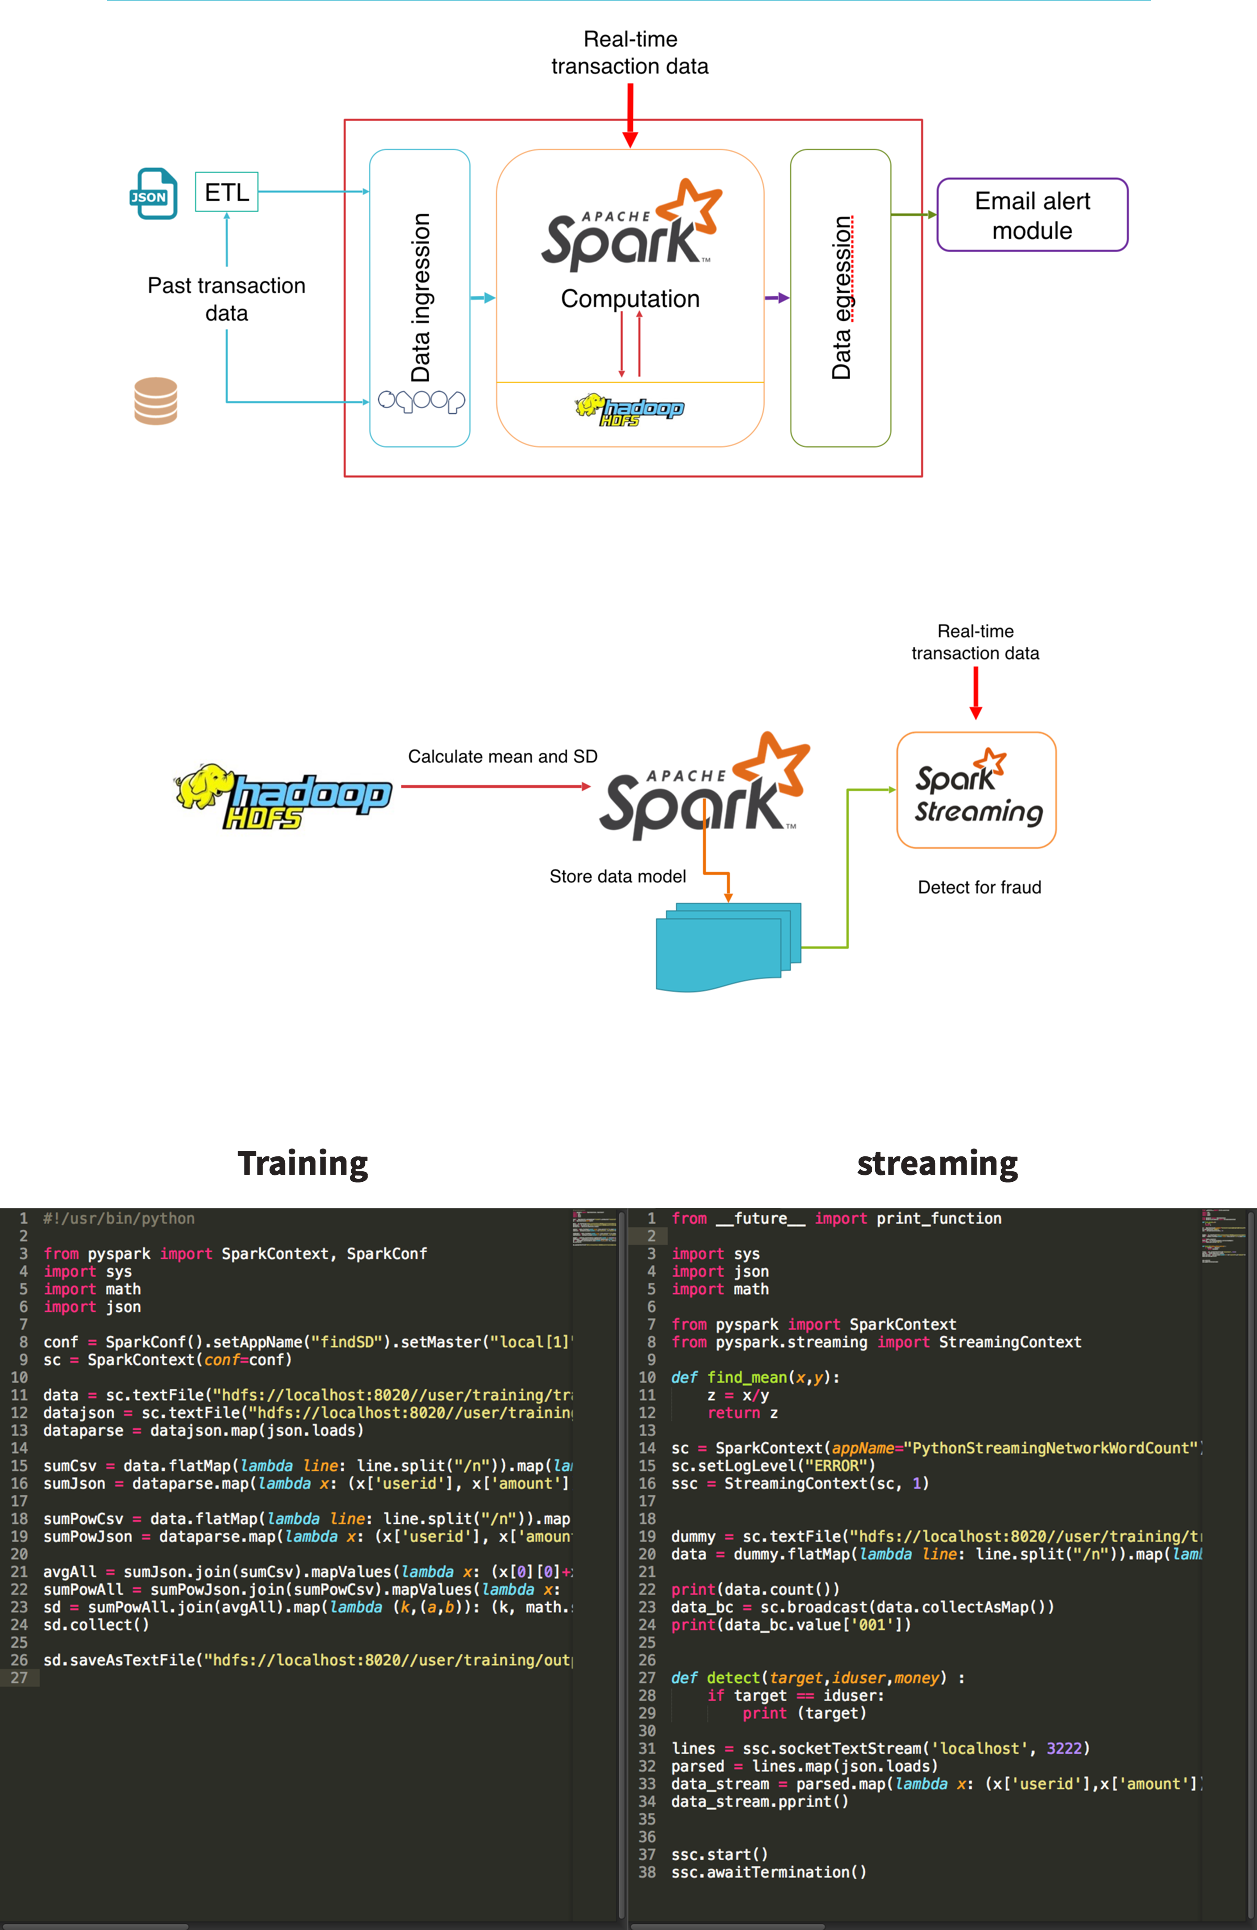 Real-time
transaction data
JSON
ETL
Past transaction
data
Data ingression
sqoop
APACHE
Spark™
Computation
hadoop
HDFS
Data egression
Email alert
module
Real-time
transaction data
hadoop
HDFS
Calculate mean and SD
APACHE
Spark™
Store data model
Spark
Streaming
Detect for fraud
Training
1 #!/usr/bin/python
2
3 from pyspark import SparkContext, SparkConf
4 import sys
5 import math
6 import json
7
8 conf = SparkConf().setAppName("findSD").setMaster("local[1]"
9 sc = SparkContext(conf=conf)
10
11 data = sc.textFile("hdfs://localhost:8020//user/training/tra
12 datajson = sc.textFile("hdfs://localhost:8020//user/training
13 dataparse = datajson.map(json.loads)
14
15 sumCsv = data.flatMap(lambda line: line.split("/n")).map(la
16 sumJson = dataparse.map(lambda x: (x['userid'], x['amount']
17
18 sumPowCsv = data.flatMap(lambda line: line.split("/n")).map
19 sumPowJson = dataparse.map(lambda x: (x['userid'], x['amoun
20
21 avgAll = sumJson.join(sumCsv).mapValues(lambda x: (x[0][0]+
22 sumPowAll = sumPowJson.join(sumPowCsv).mapValues(lambda x:
23 sd = sumPowAll.join(avgAll).map(lambda (k,(a,b)): (k, math.
24 sd.collect()
25
26 sd.saveAsTextFile("hdfs://localhost:8020//user/training/out
27
streaming
1 from __future__ import print_function
2
3 import sys
4 import json
5 import math
6
7 from pyspark import SparkContext
8 from pyspark.streaming import StreamingContext
9
10 def find_mean(x,y):
11 z = x/y
12 return z
13
14 sc = SparkContext(appName="PythonStreamingNetworkWordCount")
15 sc.setLogLevel("ERROR")
16 ssc = StreamingContext(sc, 1)
17
18
19 dummy = sc.textFile("hdfs://localhost:8020//user/training/t
20 data = dummy.flatMap(lambda line: line.split("/n")).map(lam
21
22 print(data.count())
23 data_bc = sc.broadcast(data.collectAsMap())
24 print(data_bc.value['001'])
25
26
27 def detect(target,iduser,money) :
28 if target == iduser:
29 print (target)
30
31 lines = ssc.socketTextStream('localhost', 3222)
32 parsed = lines.map(json.loads)
33 data_stream = parsed.map(lambda x: (x['userid'],x['amount']
34 data_stream.pprint()
35
36
37 ssc.start()
38 ssc.awaitTermination()